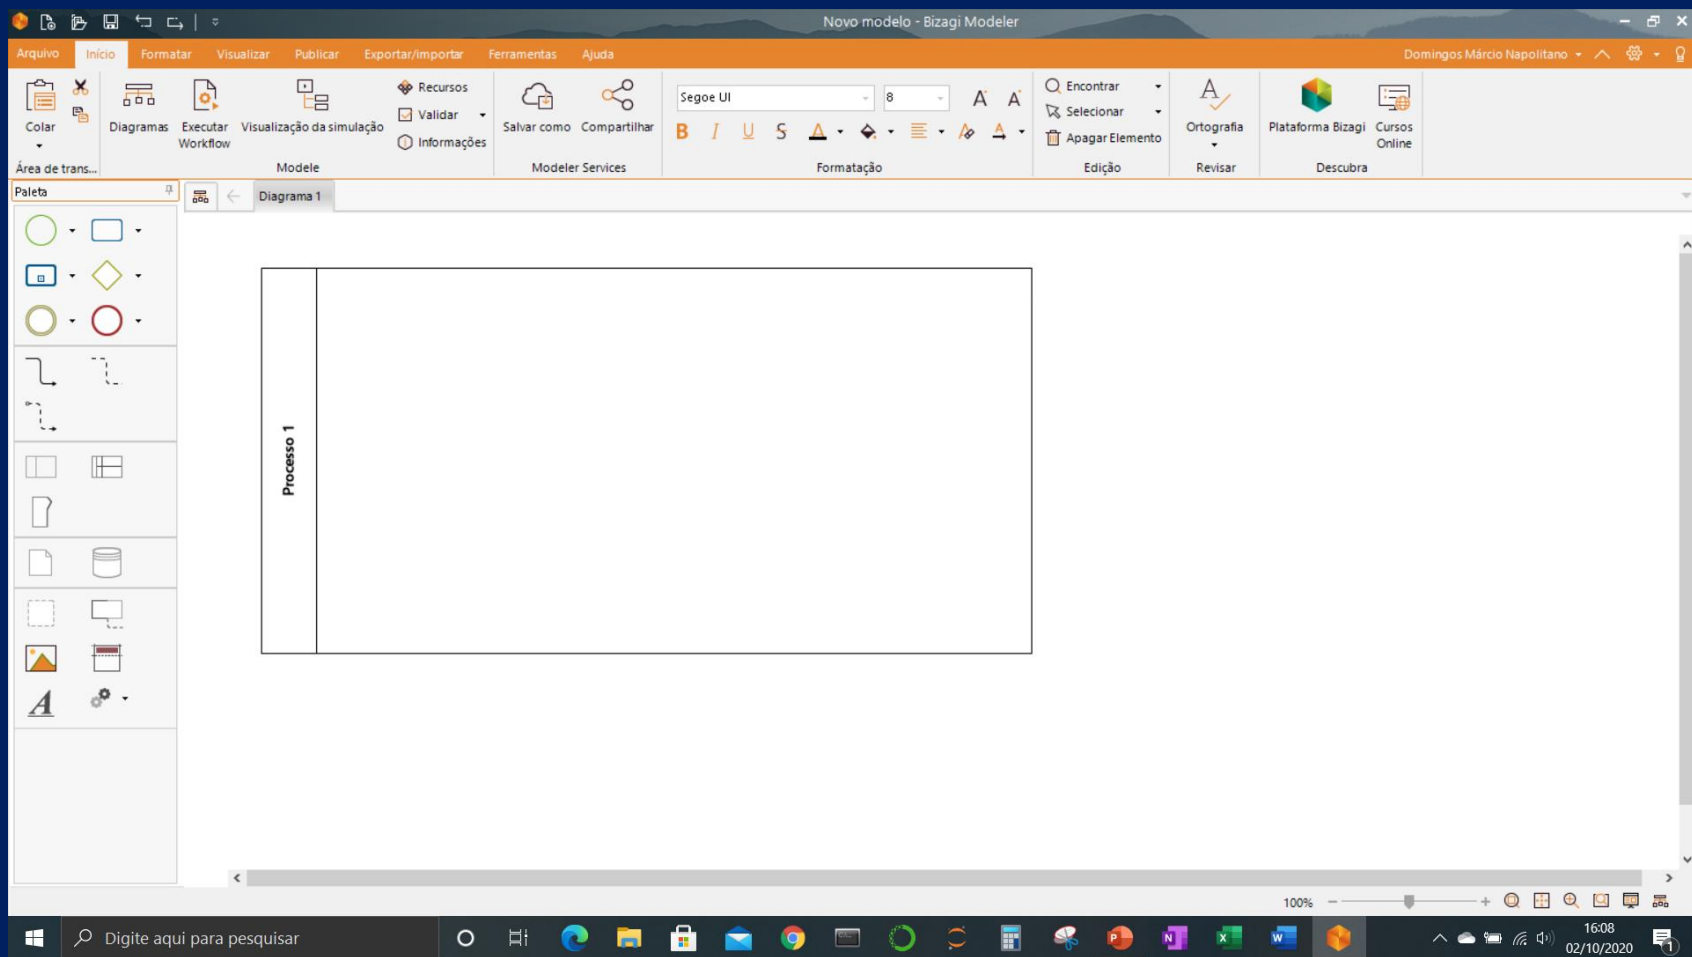 Novo modelo - Bizagi Modeler
Arquivo Início Formatar Visualizar Publicar Exportar/importar Ferramentas Ajuda Domingos Márcio Napolitano
Colar
Diagramas
Executar Workflow
Visualização da simulação
Recursos
Validar
Informações
Salvar como
Compartilhar
Segoe UI
8
A A
B I U S A A
Encontrar
Selecionar
Apagar Elemento
Ortografia
Plataforma Bizagi
Cursos Online
Área de trans... Modele Modeler Services Formatação Edição Revisar Descubra
Paleta
Diagrama 1
Processo 1
A
100%
Digite aqui para pesquisar
16:08
02/10/2020
1